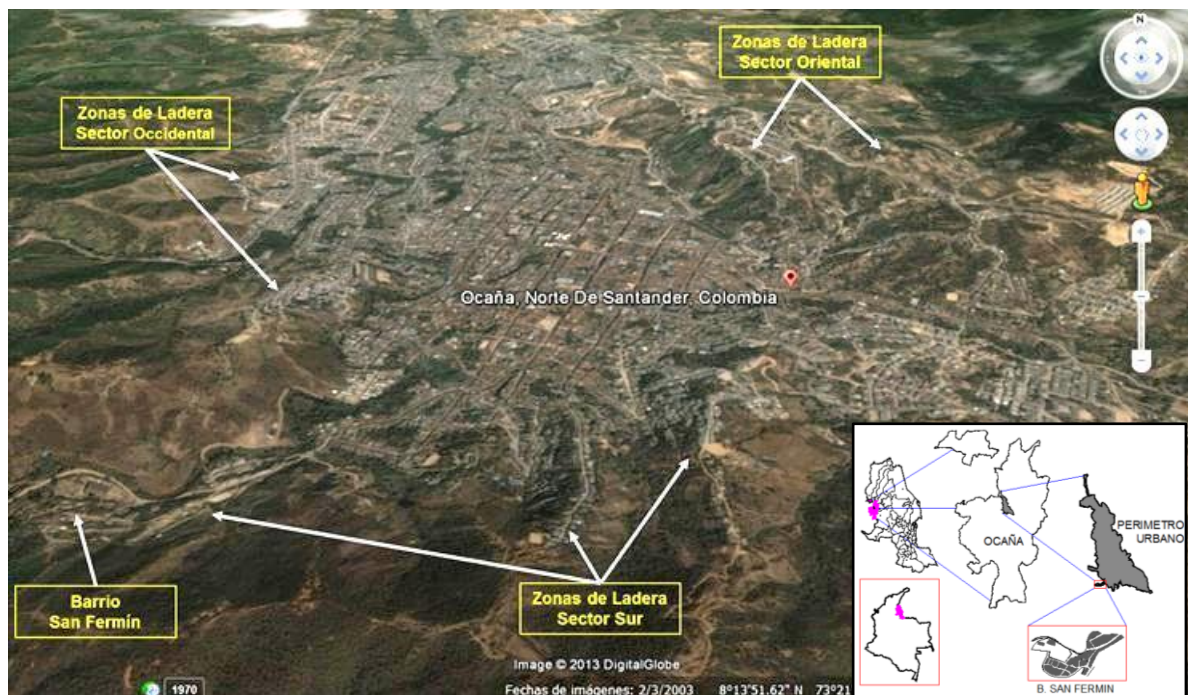 N
Zonas de Ladera
Sector Oriental
Zonas de Ladera
Sector Occidental
Ocaña, Norte De Santander, Colombia
Barrio
San Fermín
Zonas de Ladera
Sector Sur
PERIMETRO
URBANO
OCAÑA
B. SAN FERMIN
Image © 2013 DigitalGlobe
1970
Fechas de imágenes: 2/3/2003 8°13'51.62" N 73°21